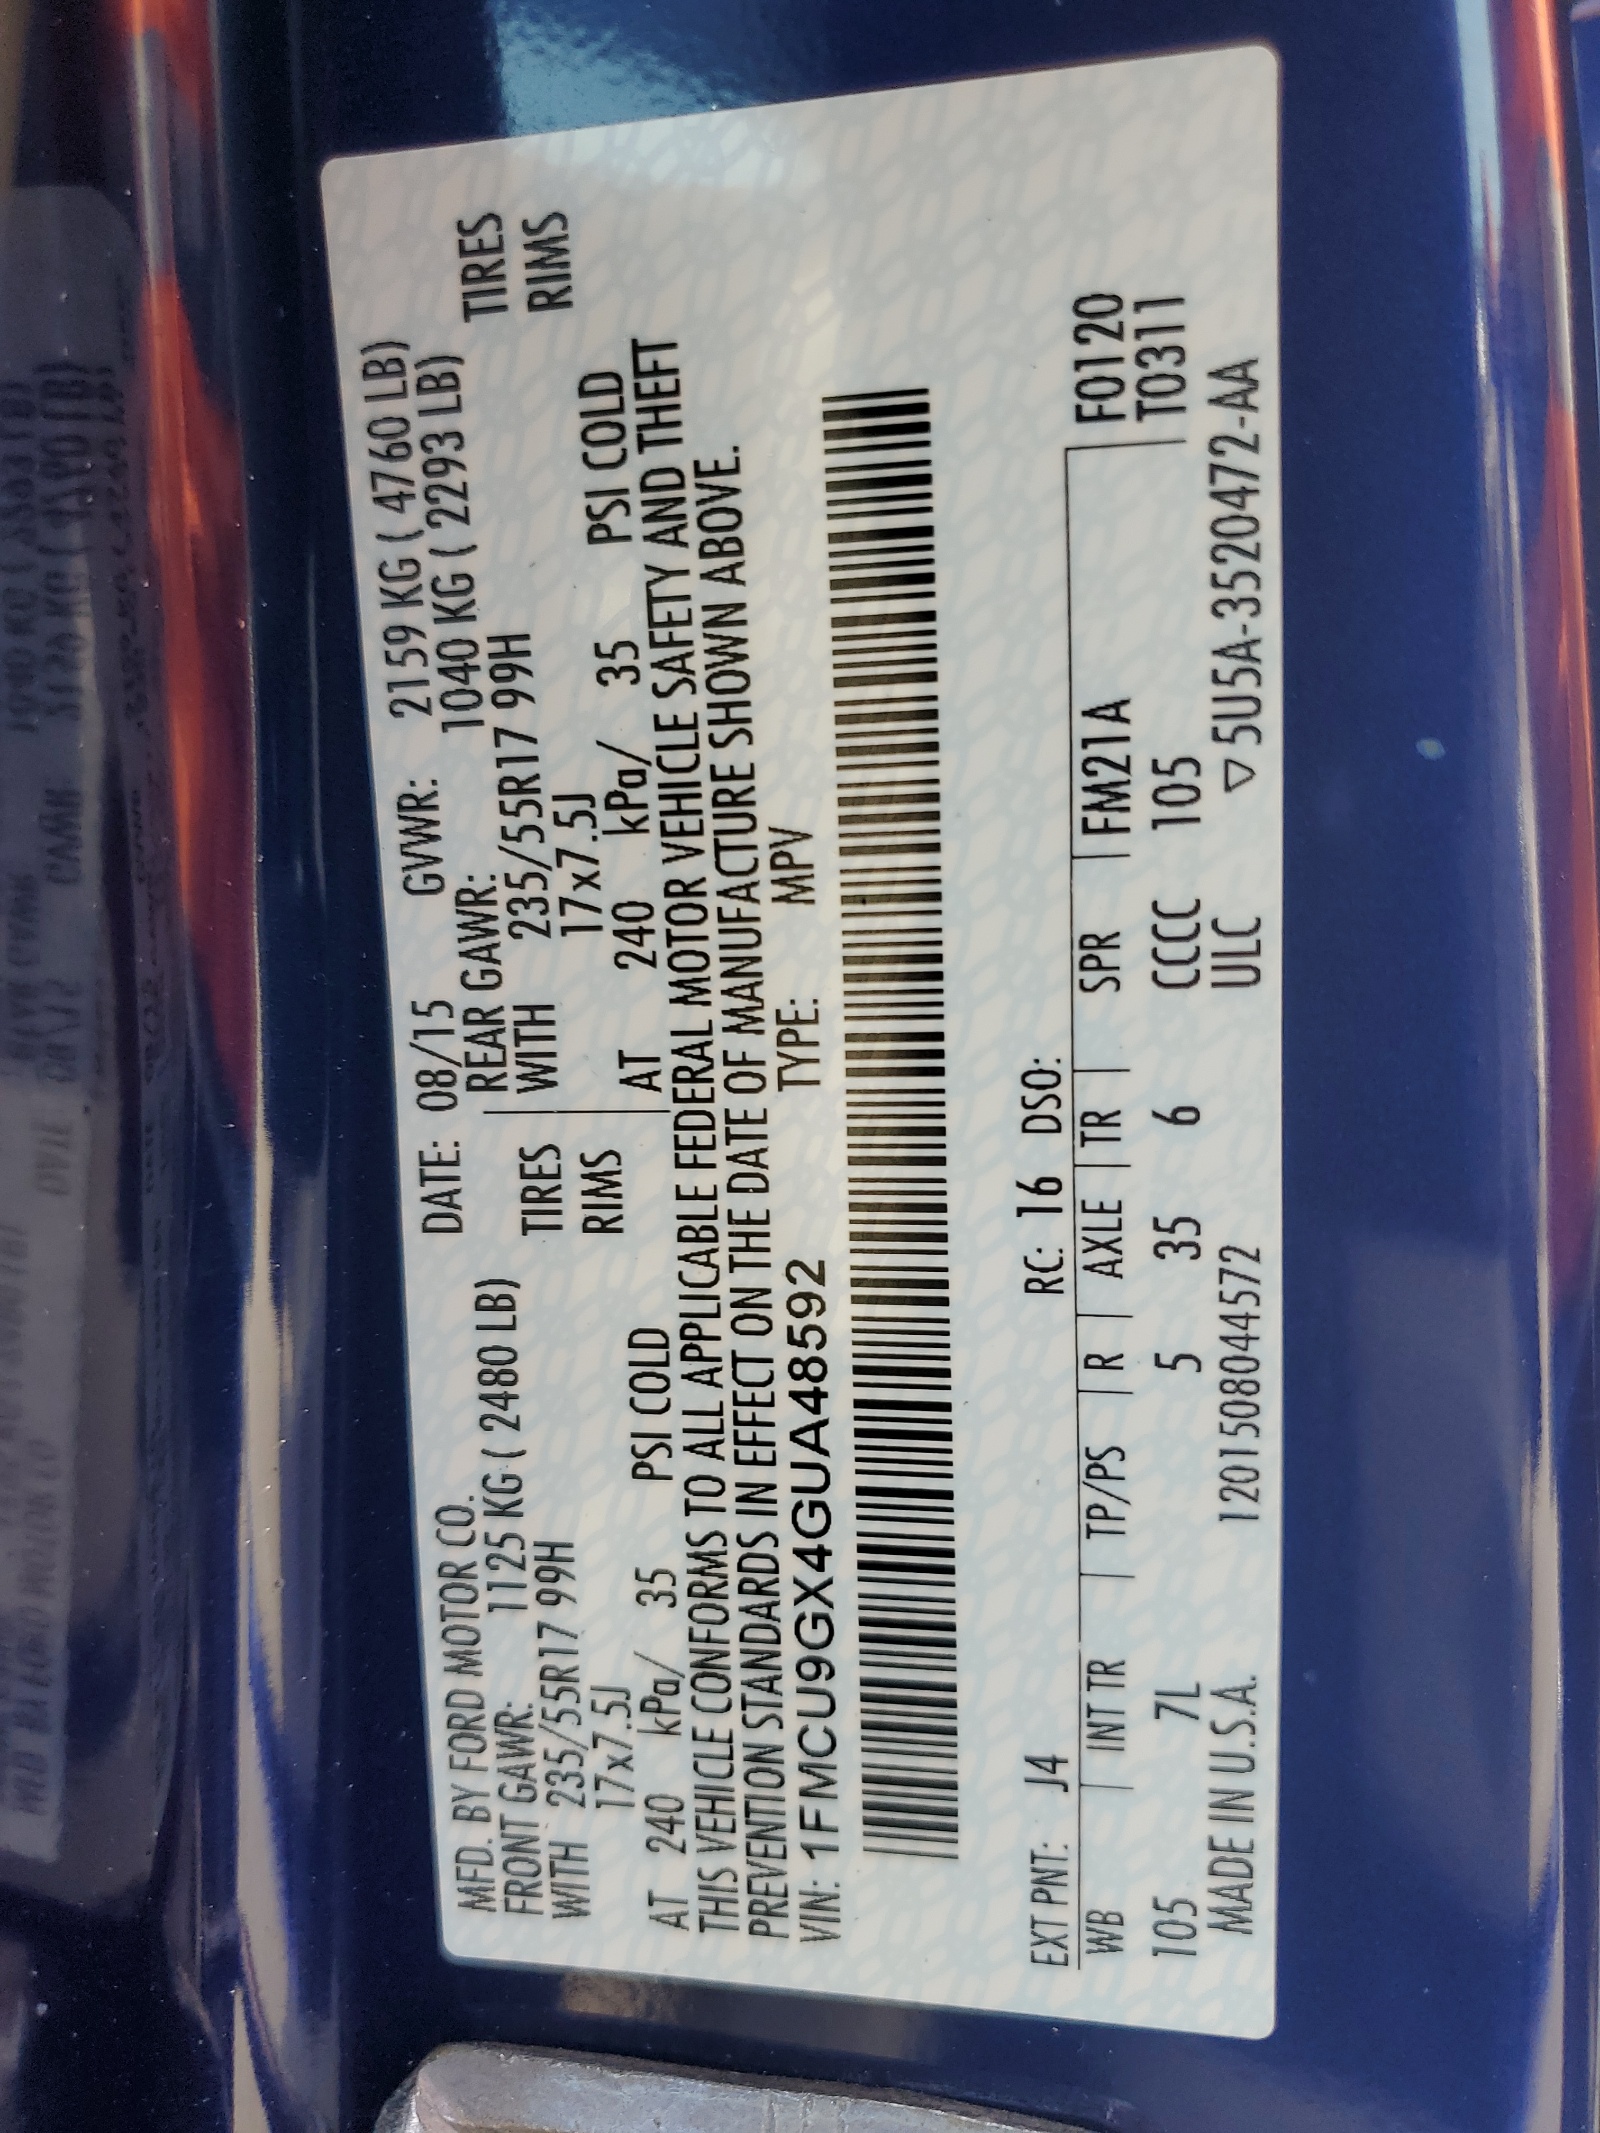 MFD. BY FORD MOTOR CO.
DATE: 08/15 GVWR: 2159 KG ( 4760 LB)
FRONT GAWR: 1125 KG ( 2480 LB) REAR GAWR: 1040 KG ( 2293 LB)
WITH 235/55R17 99H TIRES WITH 235/55R17 99H TIRES
17x7.5J RIMS 17x7.5J RIMS
AT 240 kPa/ 35 PSI COLD AT 240 kPa/ 35 PSI COLD
THIS VEHICLE CONFORMS TO ALL APPLICABLE FEDERAL MOTOR VEHICLE SAFETY AND THEFT
PREVENTION STANDARDS IN EFFECT ON THE DATE OF MANUFACTURE SHOWN ABOVE.
VIN: 1FMCU9GX4GUA48592 TYPE: MPV
EXT PNT: J4 RC: 16 DSO:
WB INT TR TP/PS R AXLE TR SPR FM21A F0120
105 7L 5 35 6 CCCC 105 T0311
MADE IN U.S.A. 12015080445​72 ULC ▽5U5A-3520472-AA